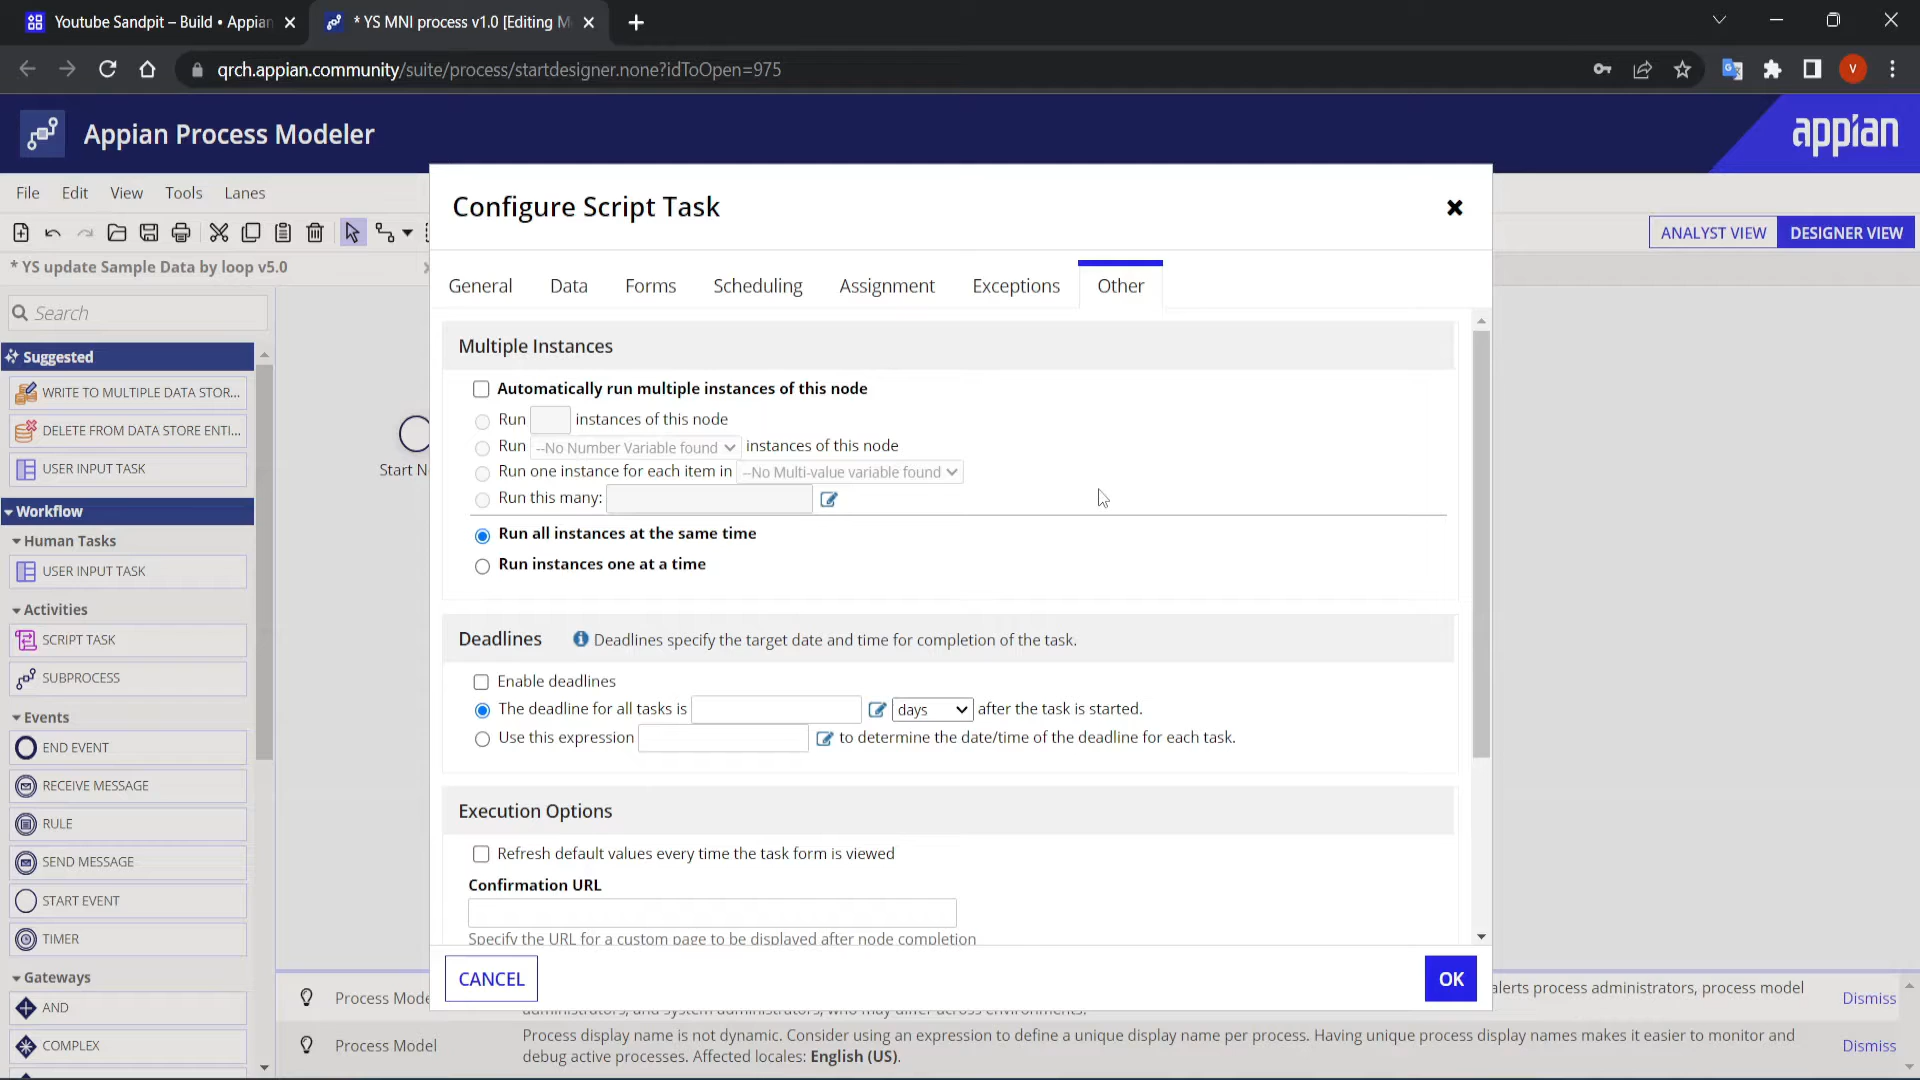 Youtube Sandpit – Build • Appian
* YS MNI process v1.0 [Editing M
qrch.appian.community/suite/process/startdesigner.none?idToOpen=975
V
Appian Process Modeler
appian
File Edit View Tools Lanes
ANALYST VIEW DESIGNER VIEW
* YS update Sample Data by loop v5.0
Search
Suggested
WRITE TO MULTIPLE DATA STOR...
DELETE FROM DATA STORE ENTI...
USER INPUT TASK
Workflow
Human Tasks
USER INPUT TASK
Activities
SCRIPT TASK
SUBPROCESS
Events
END EVENT
RECEIVE MESSAGE
RULE
SEND MESSAGE
START EVENT
TIMER
Gateways
AND
COMPLEX
Start N
Configure Script Task
General Data Forms Scheduling Assignment Exceptions Other
Multiple Instances
Automatically run multiple instances of this node
Run instances of this node
Run --No Number Variable found instances of this node
Run one instance for each item in --No Multi-value variable found
Run this many:
Run all instances at the same time
Run instances one at a time
Deadlines Deadlines specify the target date and time for completion of the task.
Enable deadlines
The deadline for all tasks is days after the task is started.
Use this expression to determine the date/time of the deadline for each task.
Execution Options
Refresh default values every time the task form is viewed
Confirmation URL
Specify the URL for a custom page to be displayed after node completion
CANCEL OK
Process Mode alerts process administrators, process model Dismiss
administrators, and system administrators, who may differ across environments.
Process Model Process display name is not dynamic. Consider using an expression to define a unique display name per process. Having unique process display names makes it easier to monitor and Dismiss
debug active processes. Affected locales: English (US).